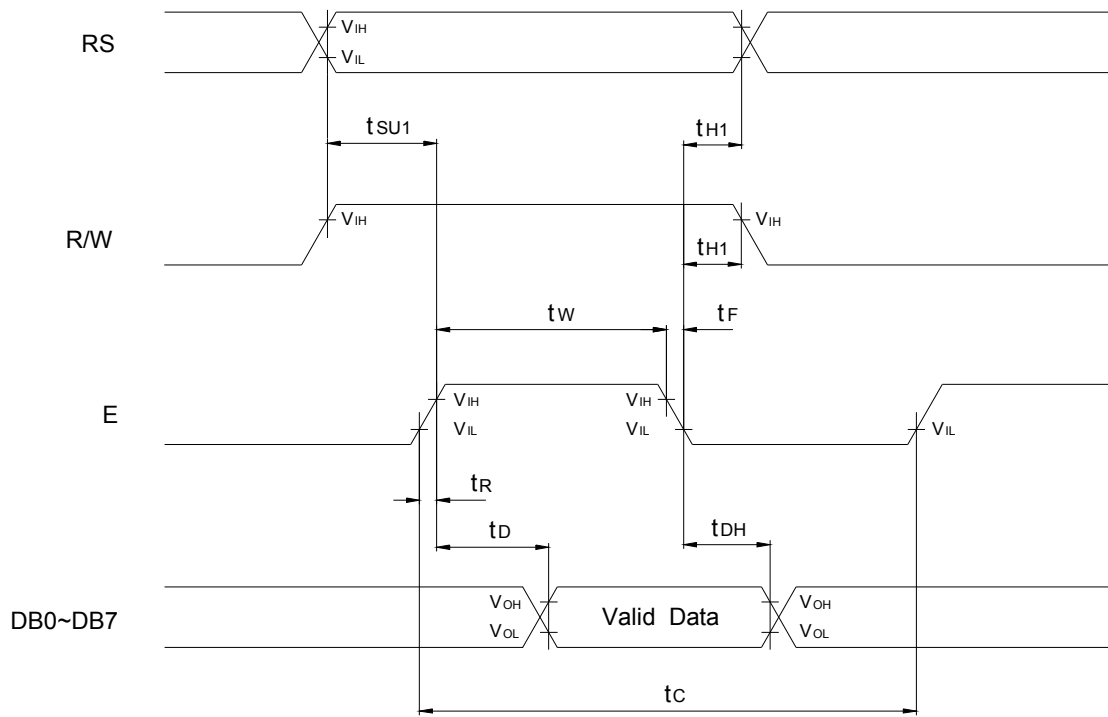 RS
VIH
VIL
tSU1
tH1
R/W
VIH
VIH
tH1
tW
tF
E
VIH
VIH
VIL
VIL
VIL
tR
tD
tDH
DB0~DB7
VOH
VOL
Valid Data
VOH
VOL
tC